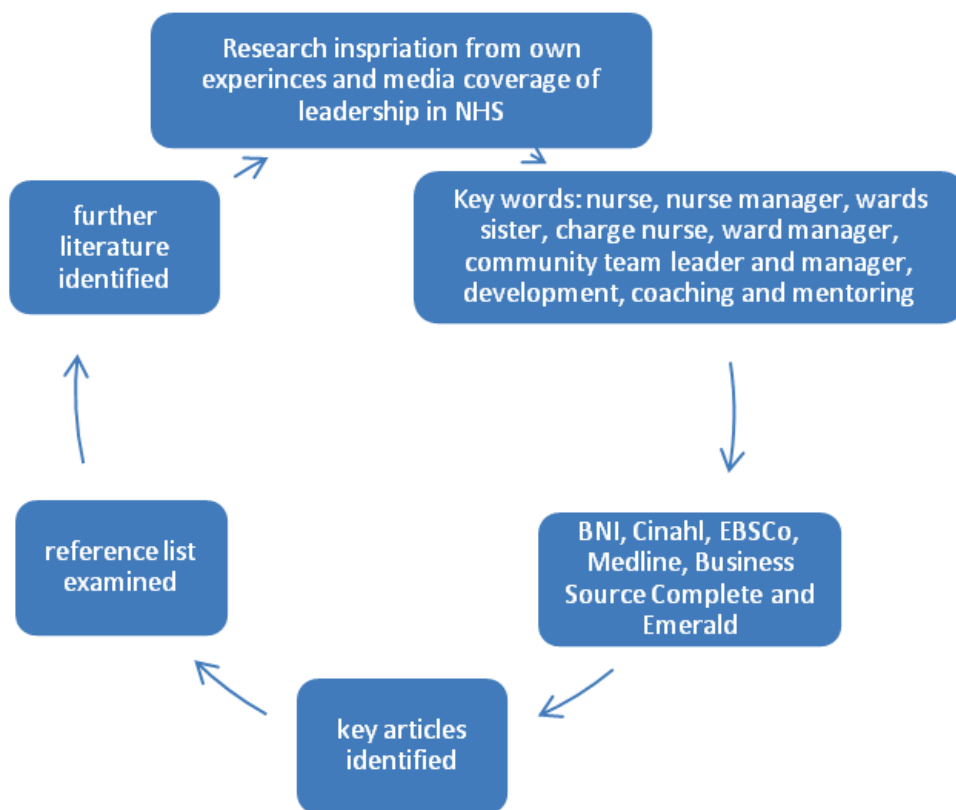 Research inspriation from own
experinces and media coverage of
leadership in NHS
Key words: nurse, nurse manager, wards
sister, charge nurse, ward manager,
community team leader and manager,
development, coaching and mentoring
BNI, Cinahl, EBSCo,
Medline, Business
Source Complete and
Emerald
key articles
identified
reference list
examined
further
literature
identified